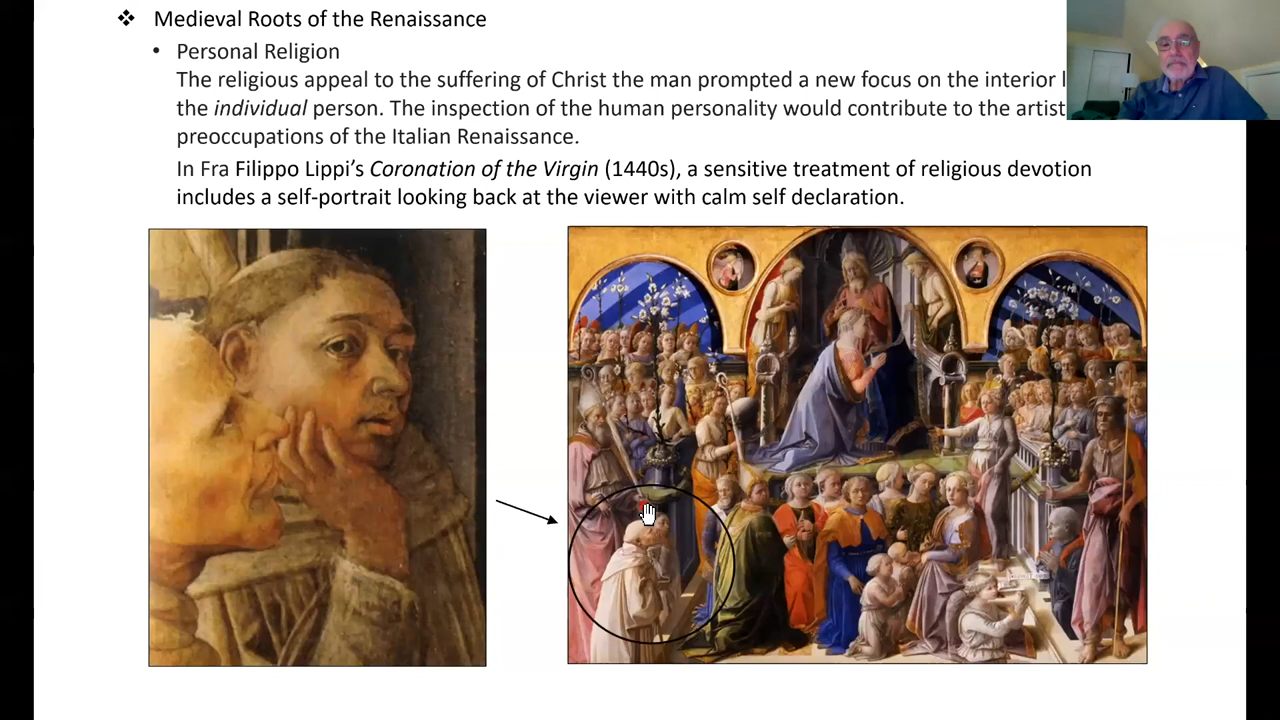 ❖ Medieval Roots of the Renaissance
• Personal Religion
The religious appeal to the suffering of Christ the man prompted a new focus on the interior
the individual person. The inspection of the human personality would contribute to the
preoccupations of the Italian Renaissance.
In Fra Filippo Lippi's Coronation of the Virgin (1440s), a sensitive treatment of religious devotion
includes a self-portrait looking back at the viewer with calm self declaration.